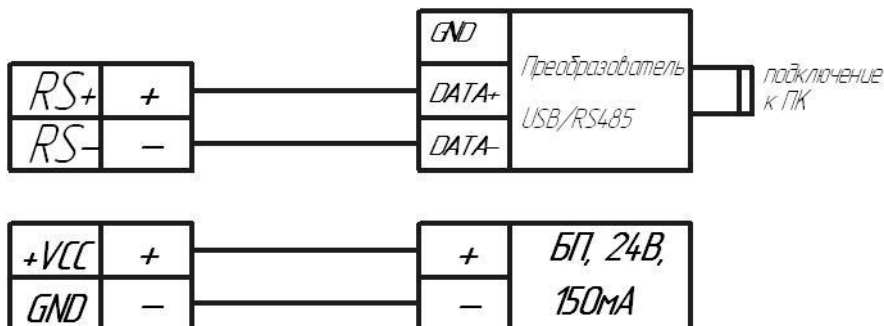 GND
RS+ + DATA+ Преобразователь подключение
RS- - DATA- USB/RS485 к ПК
+VCC + + БП, 24В,
GND - - 150мА